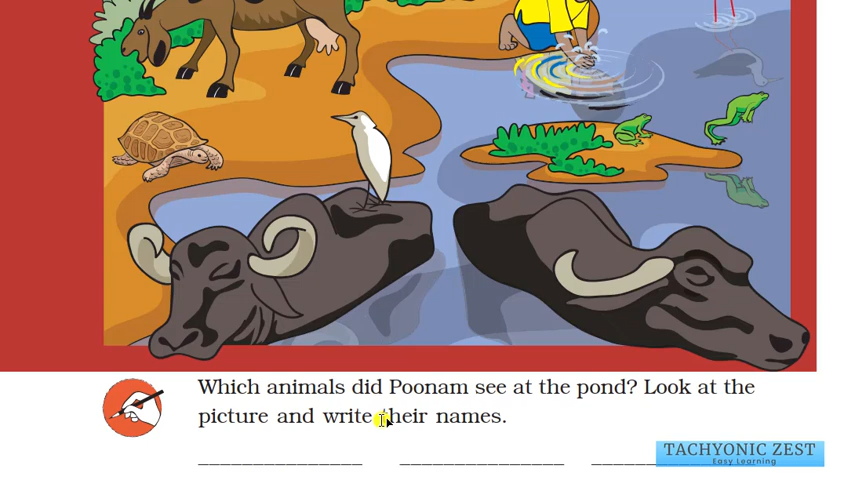 Which animals did Poonam see at the pond? Look at the
picture and write their names.
TACHYONIC ZEST
Easy Learning